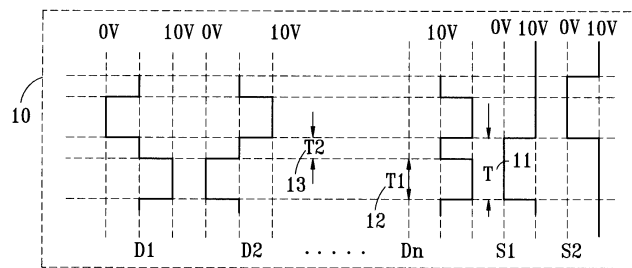 0V 10V 0V 10V 10V 0V 10V 0V 10V
10
T2
13
T1
12
T
11
D1 D2 ..... Dn S1 S2